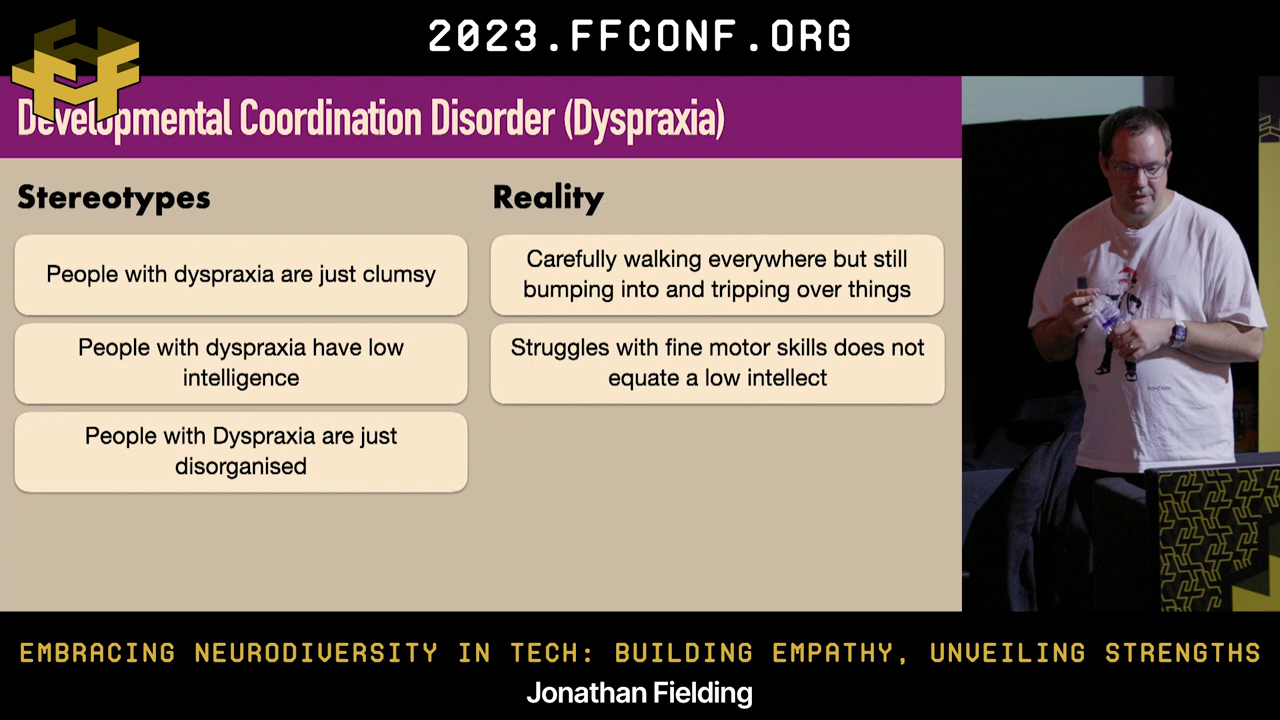 2023.FFCONF.ORG
Developmental Coordination Disorder (Dyspraxia)
Stereotypes
Reality
People with dyspraxia are just clumsy
Carefully walking everywhere but still
bumping into and tripping over things
People with dyspraxia have low
intelligence
Struggles with fine motor skills does not
equate a low intellect
People with Dyspraxia are just
disorganised
EMBRACING NEURODIVERSITY IN TECH: BUILDING EMPATHY, UNVEILING STRENGTHS
Jonathan Fielding